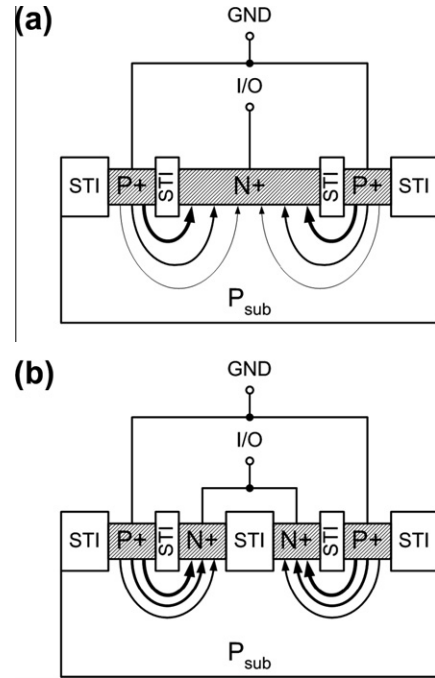 (a)
GND
I/O
STI P+ STI N+ STI P+ STI
Psub
(b)
GND
I/O
STI P+ STI N+ STI N+ STI P+ STI
Psub